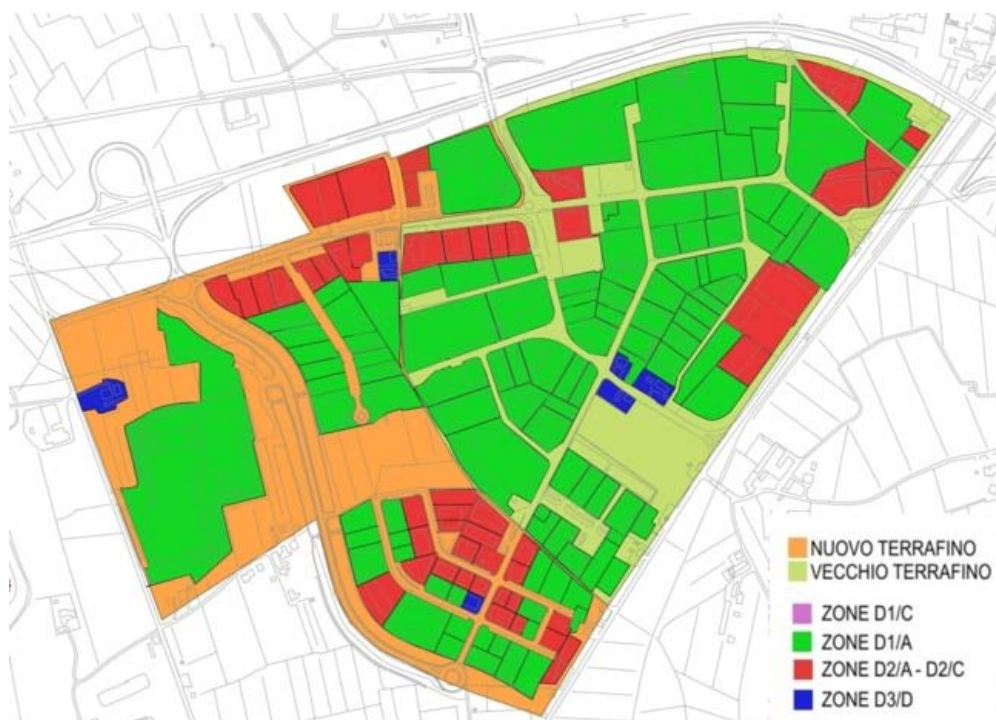 NUOVO TERRAFINO
VECCHIO TERRAFINO
ZONE D1/C
ZONE D1/A
ZONE D2/A - D2/C
ZONE D3/D